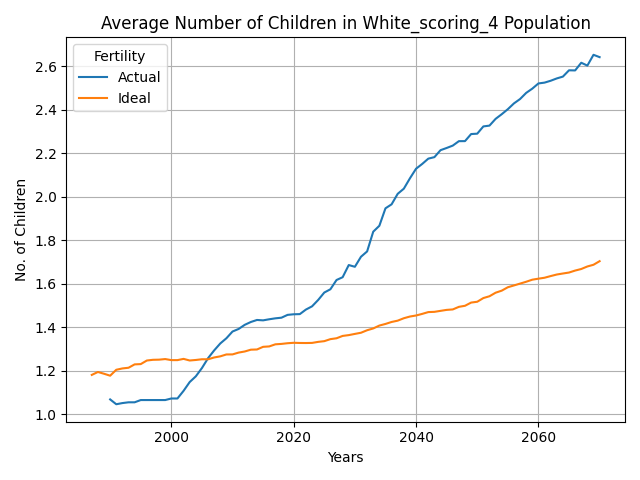 Average Number of Children in White_scoring_4 Population
Fertility
Actual
Ideal
No. of Children
2.6
2.4
2.2
2.0
1.8
1.6
1.4
1.2
1.0
2000
2020
2040
2060
Years